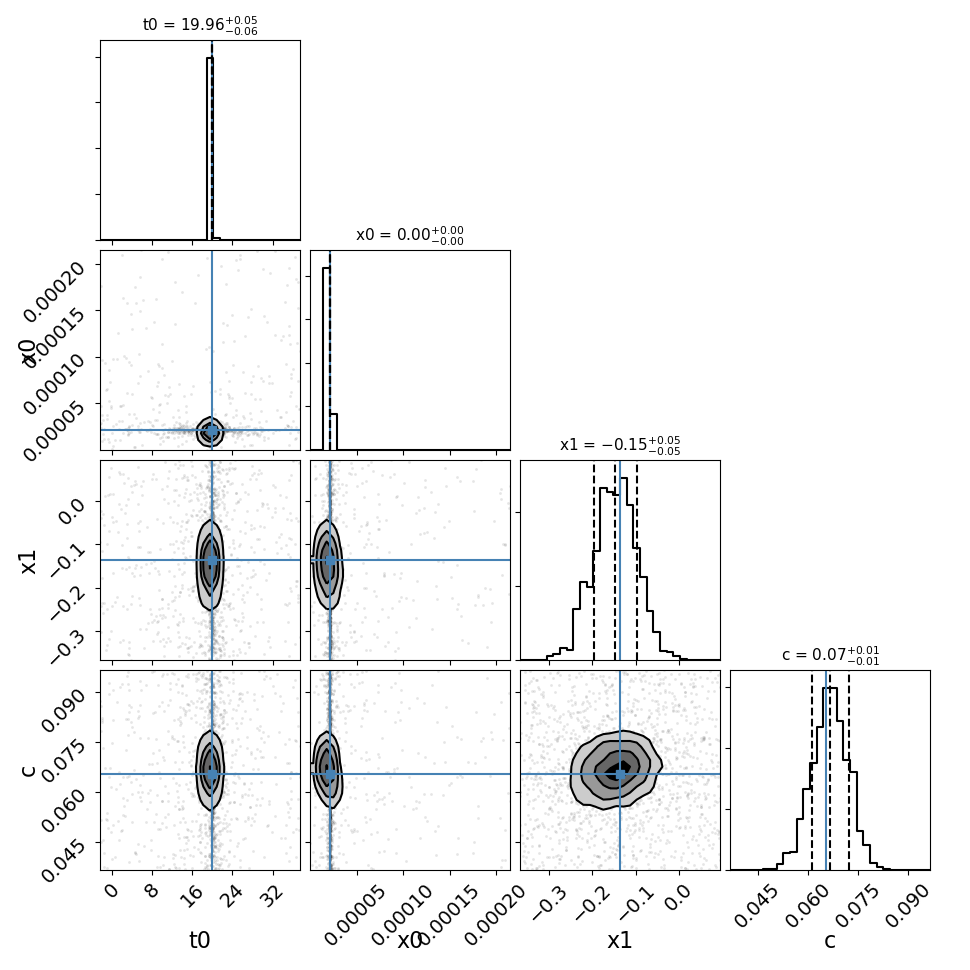 t0 = 19.96+0.05−0.06
x0 = 0.00+0.00−0.00
0.00020
0.00015
0.00010
0.00005
x0
x1 = −0.15+0.05−0.05
0.0
−0.1
−0.2
−0.3
x1
c = 0.07+0.01−0.01
0.090
0.075
0.060
0.045
c
0 8 16 24 32
0.00005 0.00010 0.00015 0.00020
−0.3 −0.2 −0.1 0.0
0.045 0.060 0.075 0.090
t0 x0 x1 c